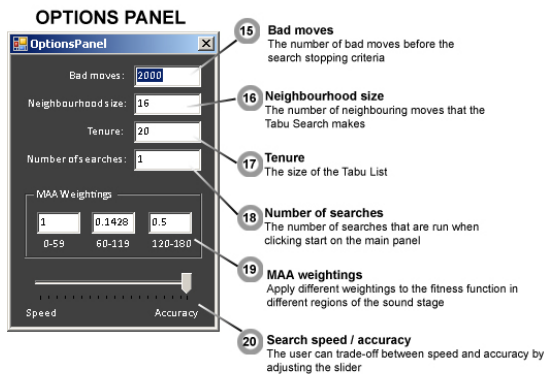 OPTIONS PANEL
OptionsPanel
Bad moves: 2000
Neighbourhood size: 16
Tenure: 20
Number of searches: 1
MAA Weightings
1 0.1428 0.5
0-59 60-119 120-180
Speed Accuracy
15 Bad moves
The number of bad moves before the
search stopping criteria
16 Neighbourhood size
The number of neighbouring moves that the
Tabu Search makes
17 Tenure
The size of the Tabu List
18 Number of searches
The number of searches that are run when
clicking start on the main panel
19 MAA weightings
Apply different weightings to the fitness function in
different regions of the sound stage
20 Search speed / accuracy
The user can trade-off between speed and accuracy by
adjusting the slider